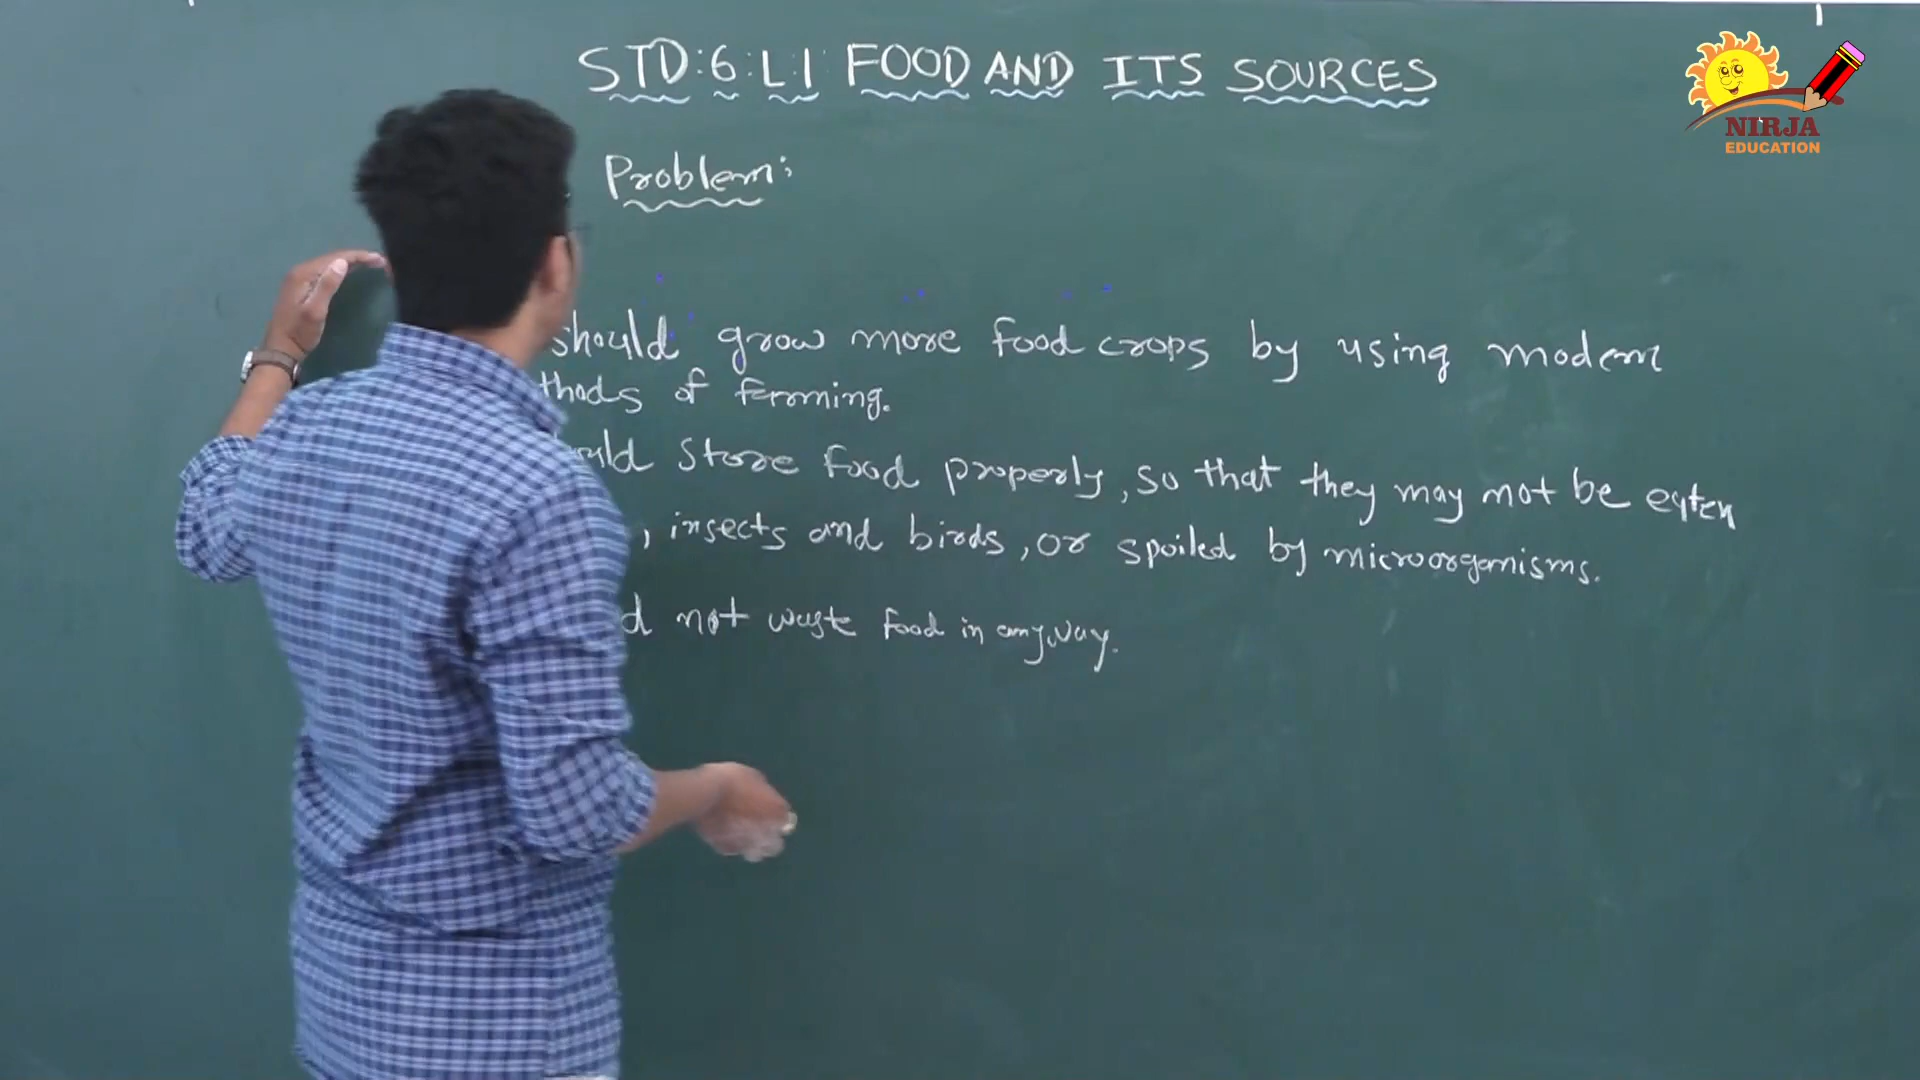 STD:6:L:1: FOOD AND ITS SOURCES
NIRJA
EDUCATION
Problem:
should grow more food crops by using modern
thods of farming.
uld store food properly, so that they may not be eaten
, insects and birds, or spoiled by microorganisms.
d not waste food in anyway.